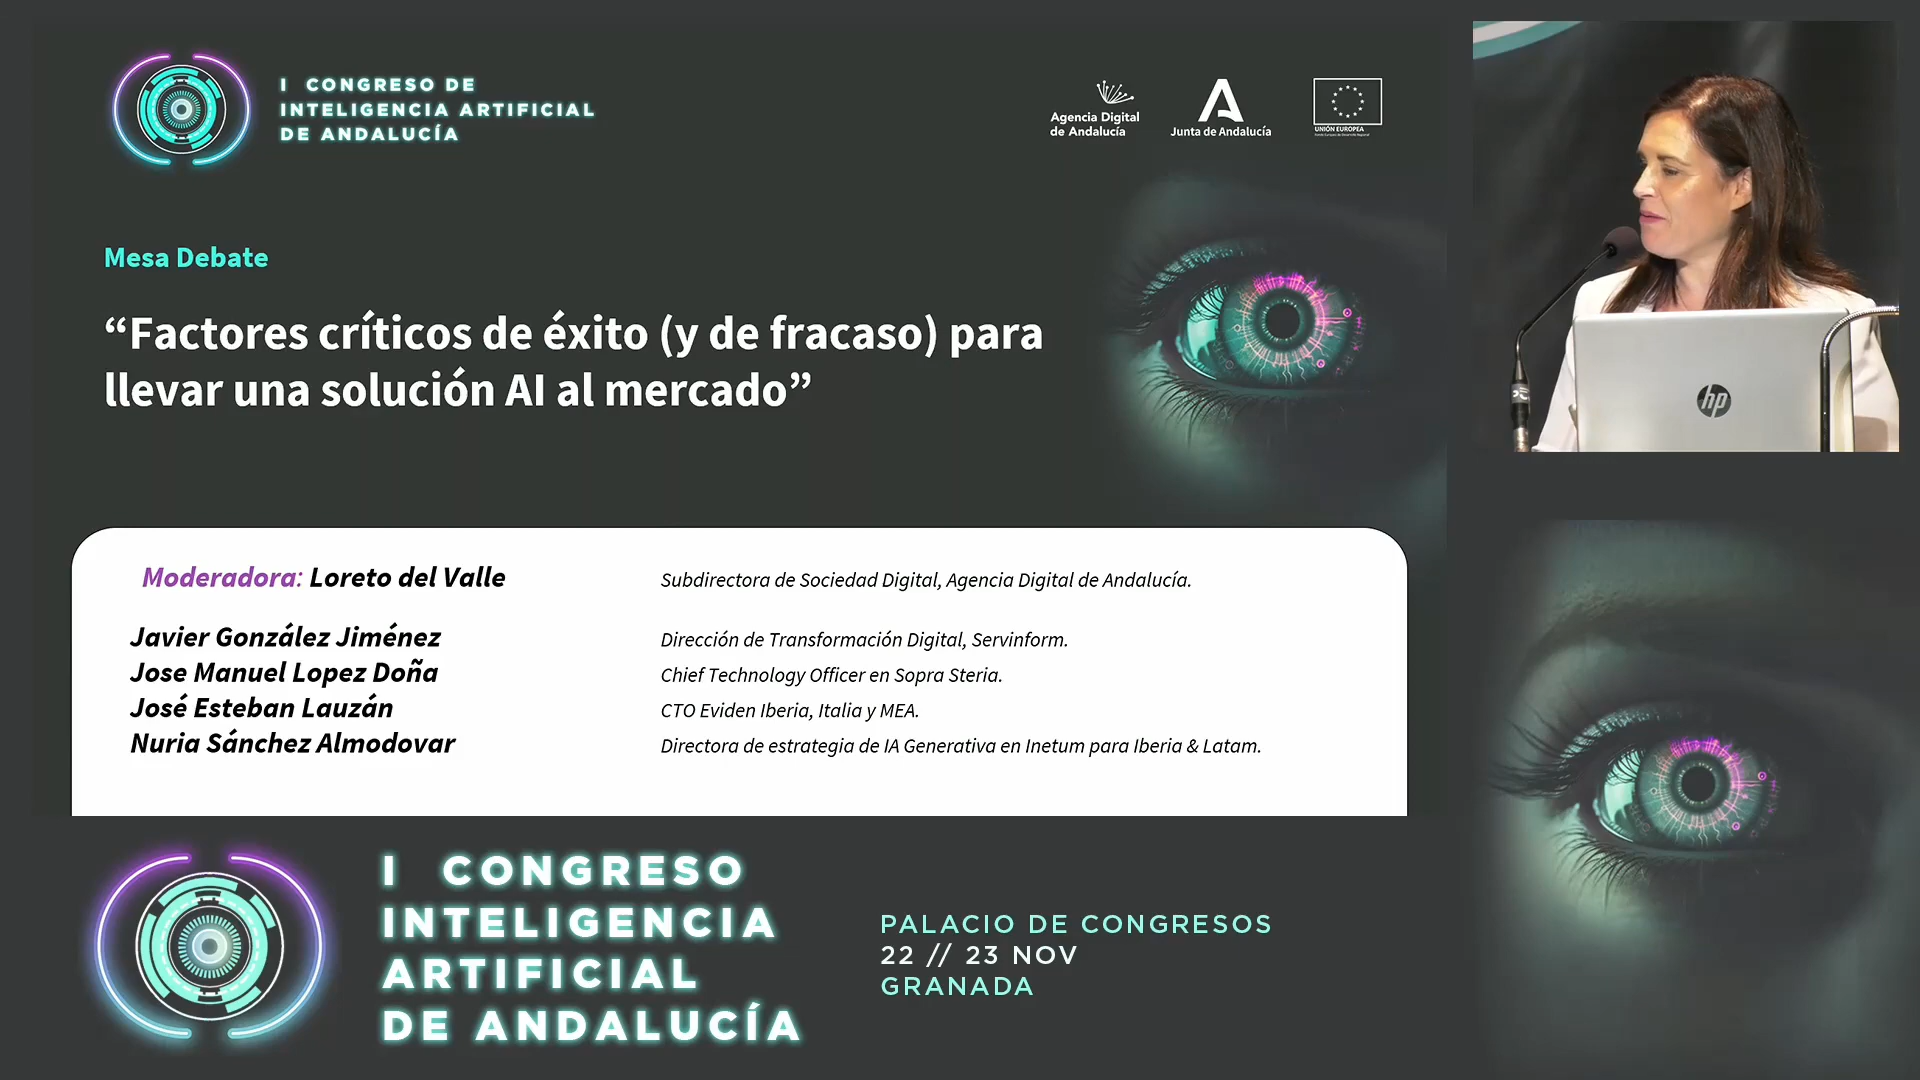 I CONGRESO DE
INTELIGENCIA ARTIFICIAL
DE ANDALUCÍA
Agencia Digital
de Andalucía
Junta de Andalucía
UNIÓN EUROPEA
Mesa Debate
“Factores críticos de éxito (y de fracaso) para
llevar una solución AI al mercado”
Moderadora: Loreto del Valle Subdirectora de Sociedad Digital, Agencia Digital de Andalucía.
Javier González Jiménez Dirección de Transformación Digital, Servinform.
Jose Manuel Lopez Doña Chief Technology Officer en Sopra Steria.
José Esteban Lauzán CTO Eviden Iberia, Italia y MEA.
Nuria Sánchez Almodovar Directora de estrategia de IA Generativa en Inetum para Iberia & Latam.
hp
I CONGRESO
INTELIGENCIA
ARTIFICIAL
DE ANDALUCÍA
PALACIO DE CONGRESOS
22 // 23 NOV
GRANADA